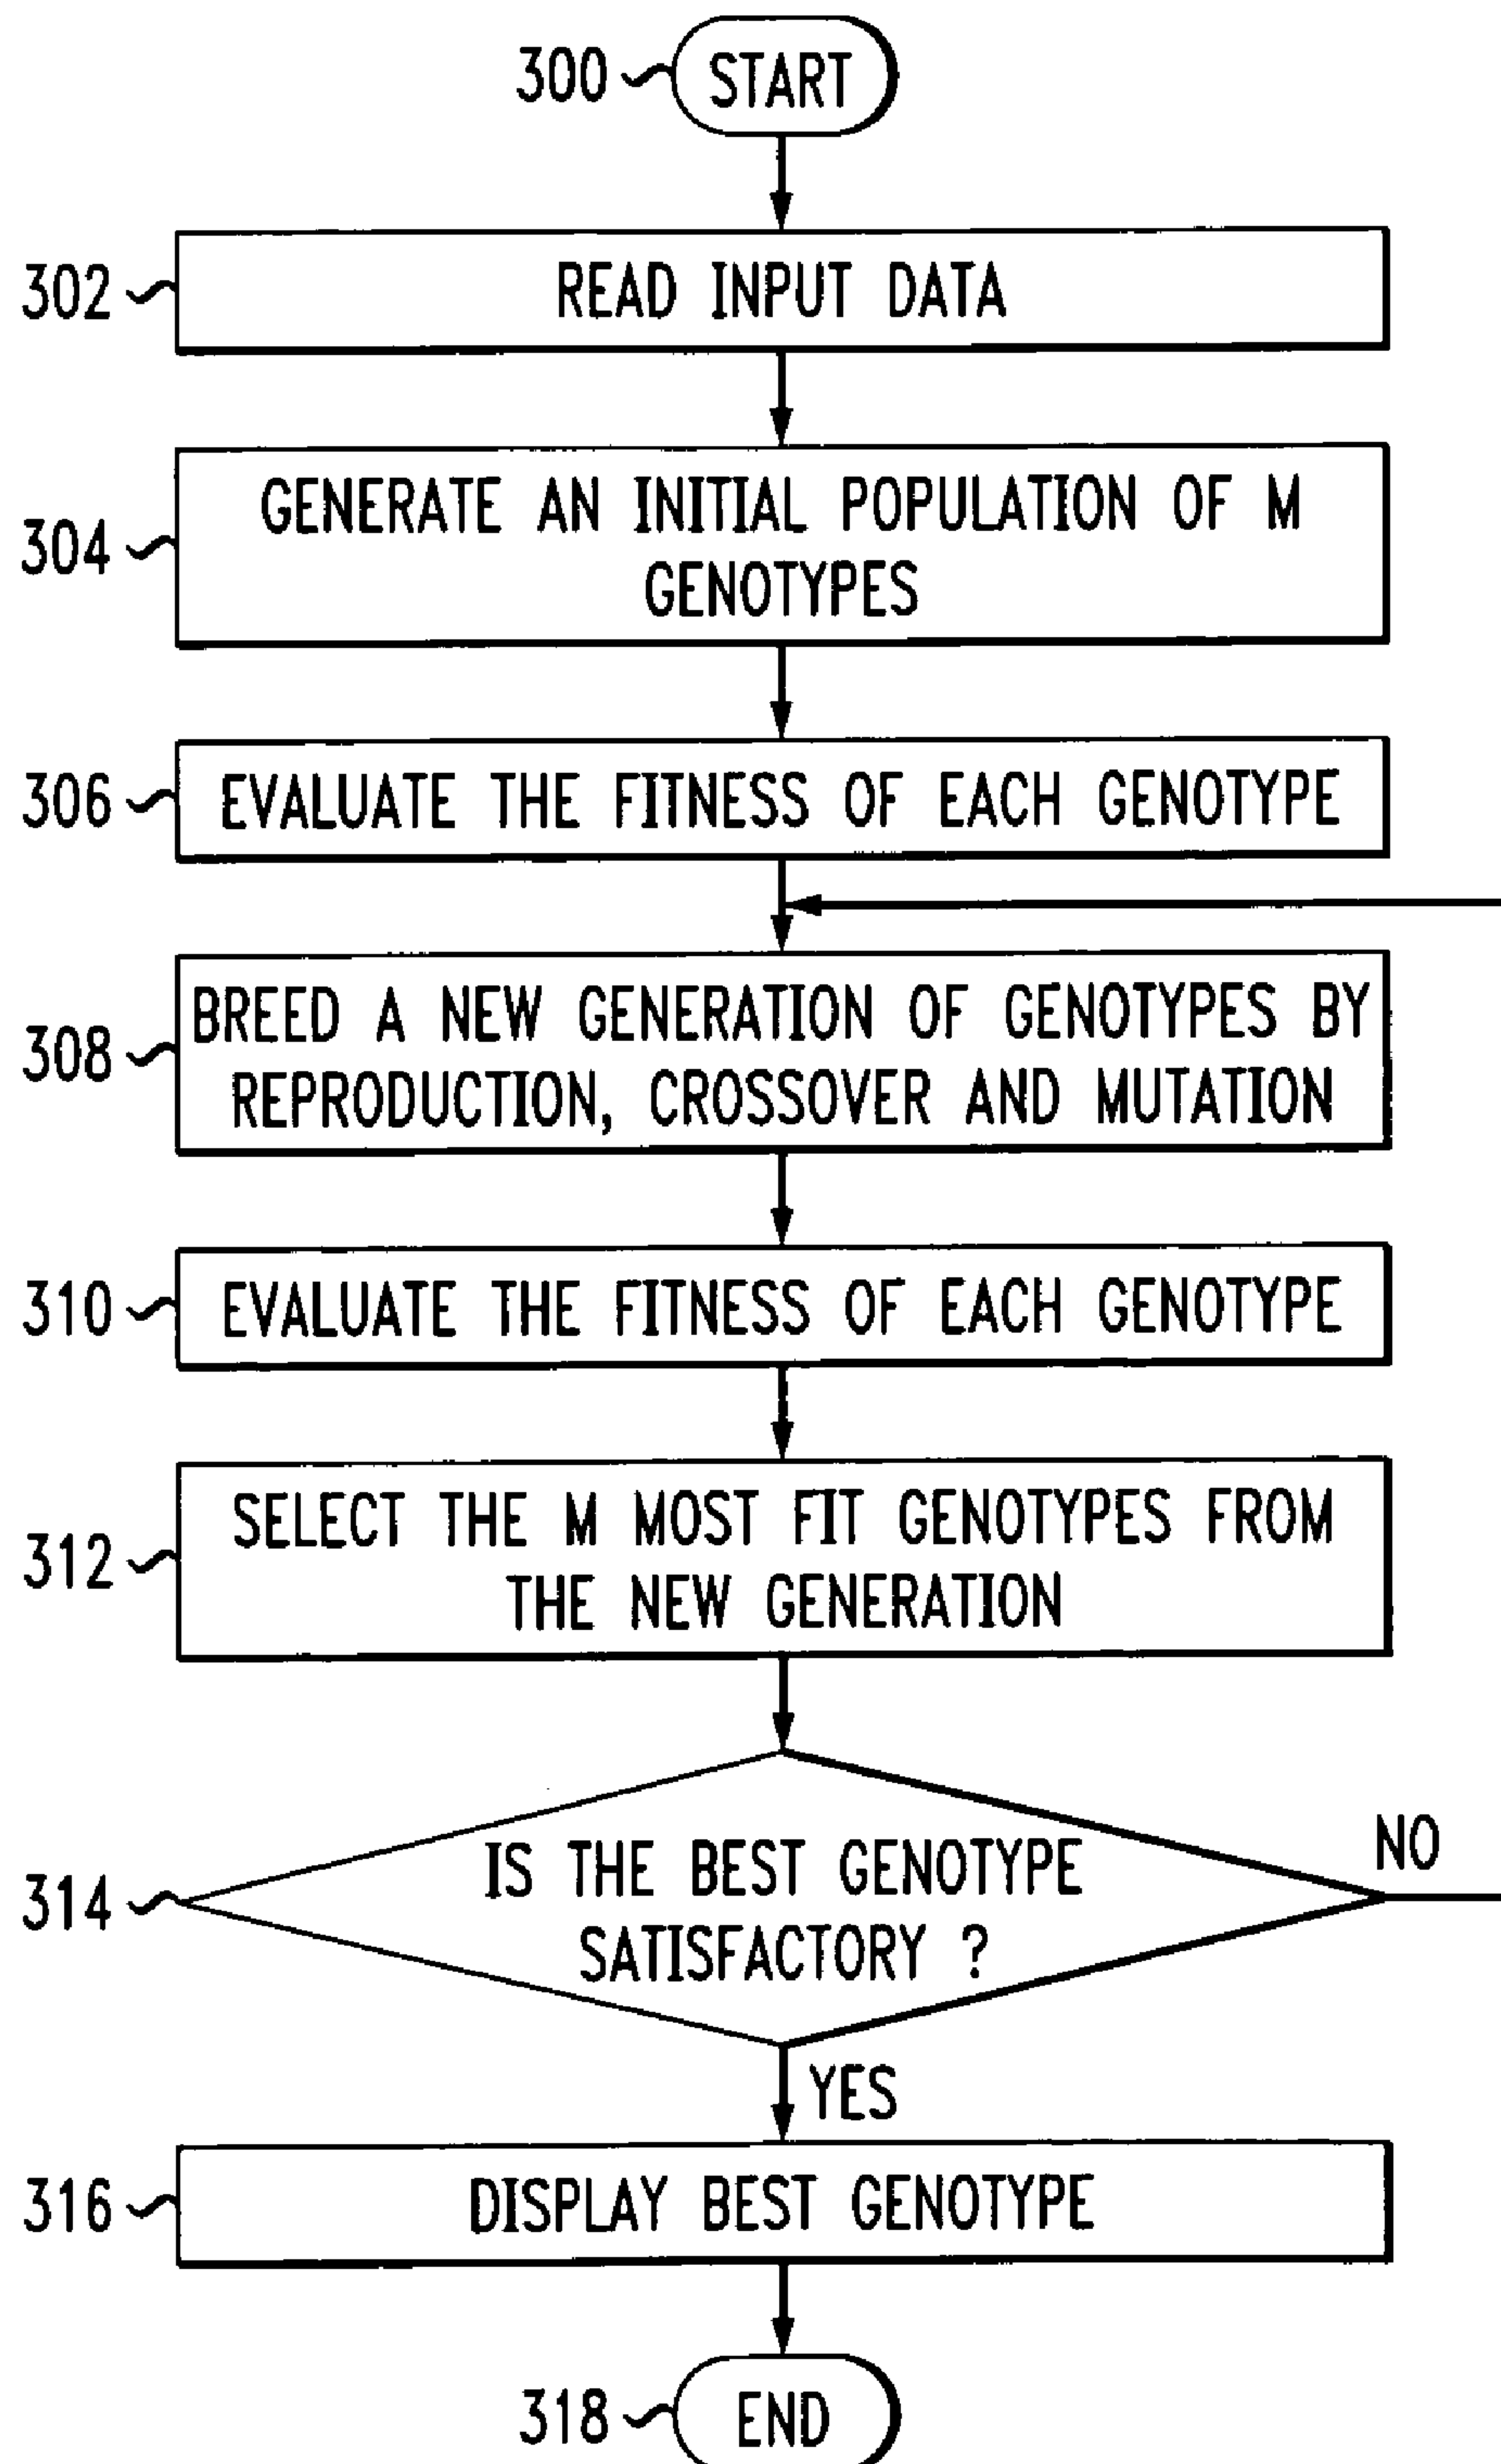 300 START
302 READ INPUT DATA
304 GENERATE AN INITIAL POPULATION OF M
GENOTYPES
306 EVALUATE THE FITNESS OF EACH GENOTYPE
308 BREED A NEW GENERATION OF GENOTYPES BY
REPRODUCTION, CROSSOVER AND MUTATION
310 EVALUATE THE FITNESS OF EACH GENOTYPE
312 SELECT THE M MOST FIT GENOTYPES FROM
THE NEW GENERATION
NO
314 IS THE BEST GENOTYPE
SATISFACTORY ?
YES
316 DISPLAY BEST GENOTYPE
318 END